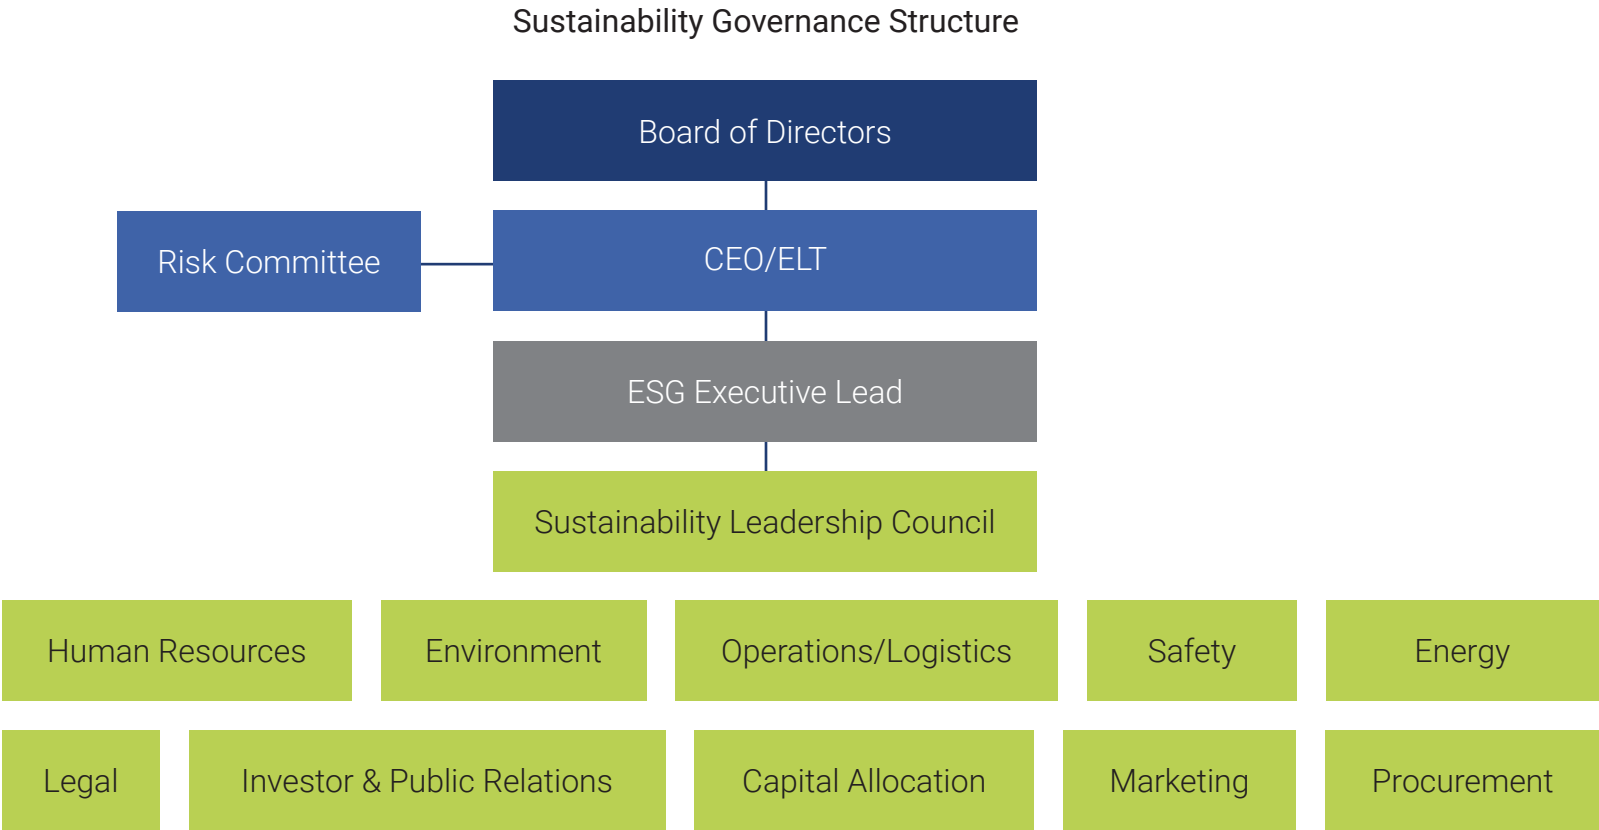 Sustainability Governance Structure
Board of Directors
Risk Committee
CEO/ELT
ESG Executive Lead
Sustainability Leadership Council
Human Resources
Environment
Operations/Logistics
Safety
Energy
Legal
Investor & Public Relations
Capital Allocation
Marketing
Procurement